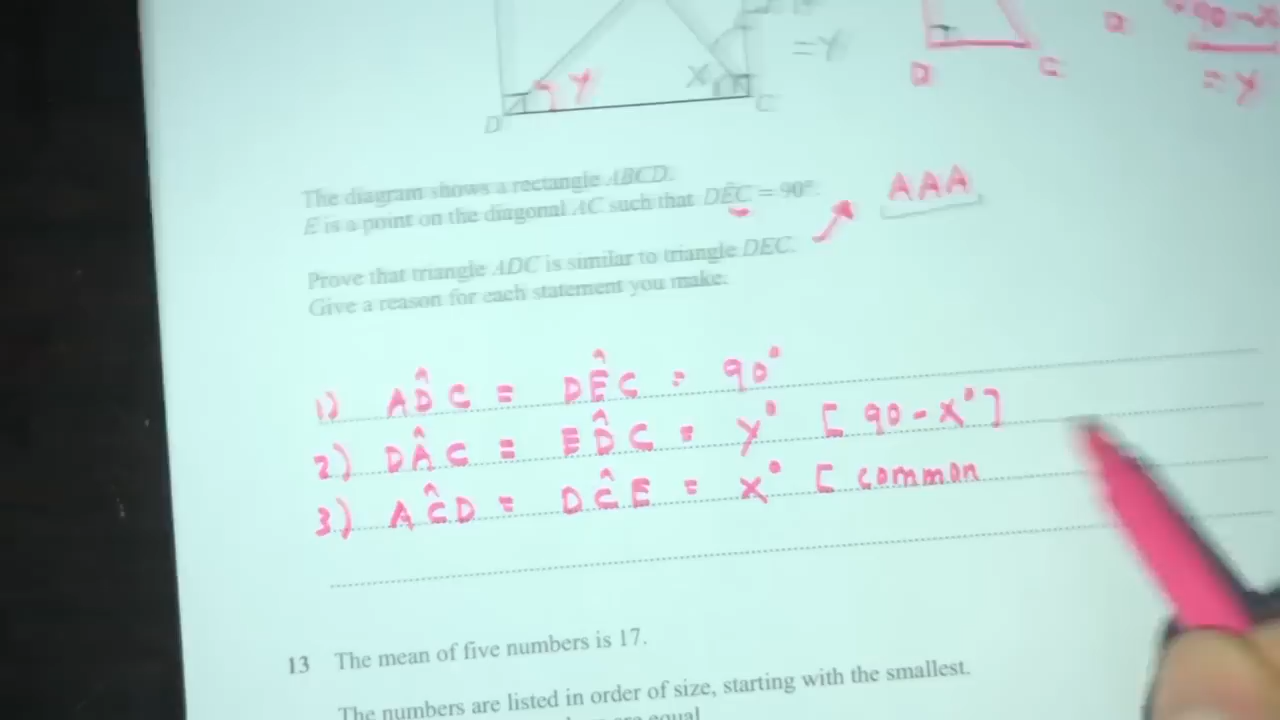 = Y
Y
X
D
C
D
C
= Y
The diagram shows a rectangle ABCD.
E is a point on the diagonal AC such that DÊC = 90°.
AAA
Prove that triangle ADC is similar to triangle DEC.
Give a reason for each statement you make.
1) AD̂C = DÊC = 90°
2) DÂC = ED̂C = y° [ 90 - x° ]
3) AĈD = DĈE = x° [ common
13 The mean of five numbers is 17.
The numbers are listed in order of size, starting with the smallest.
equal